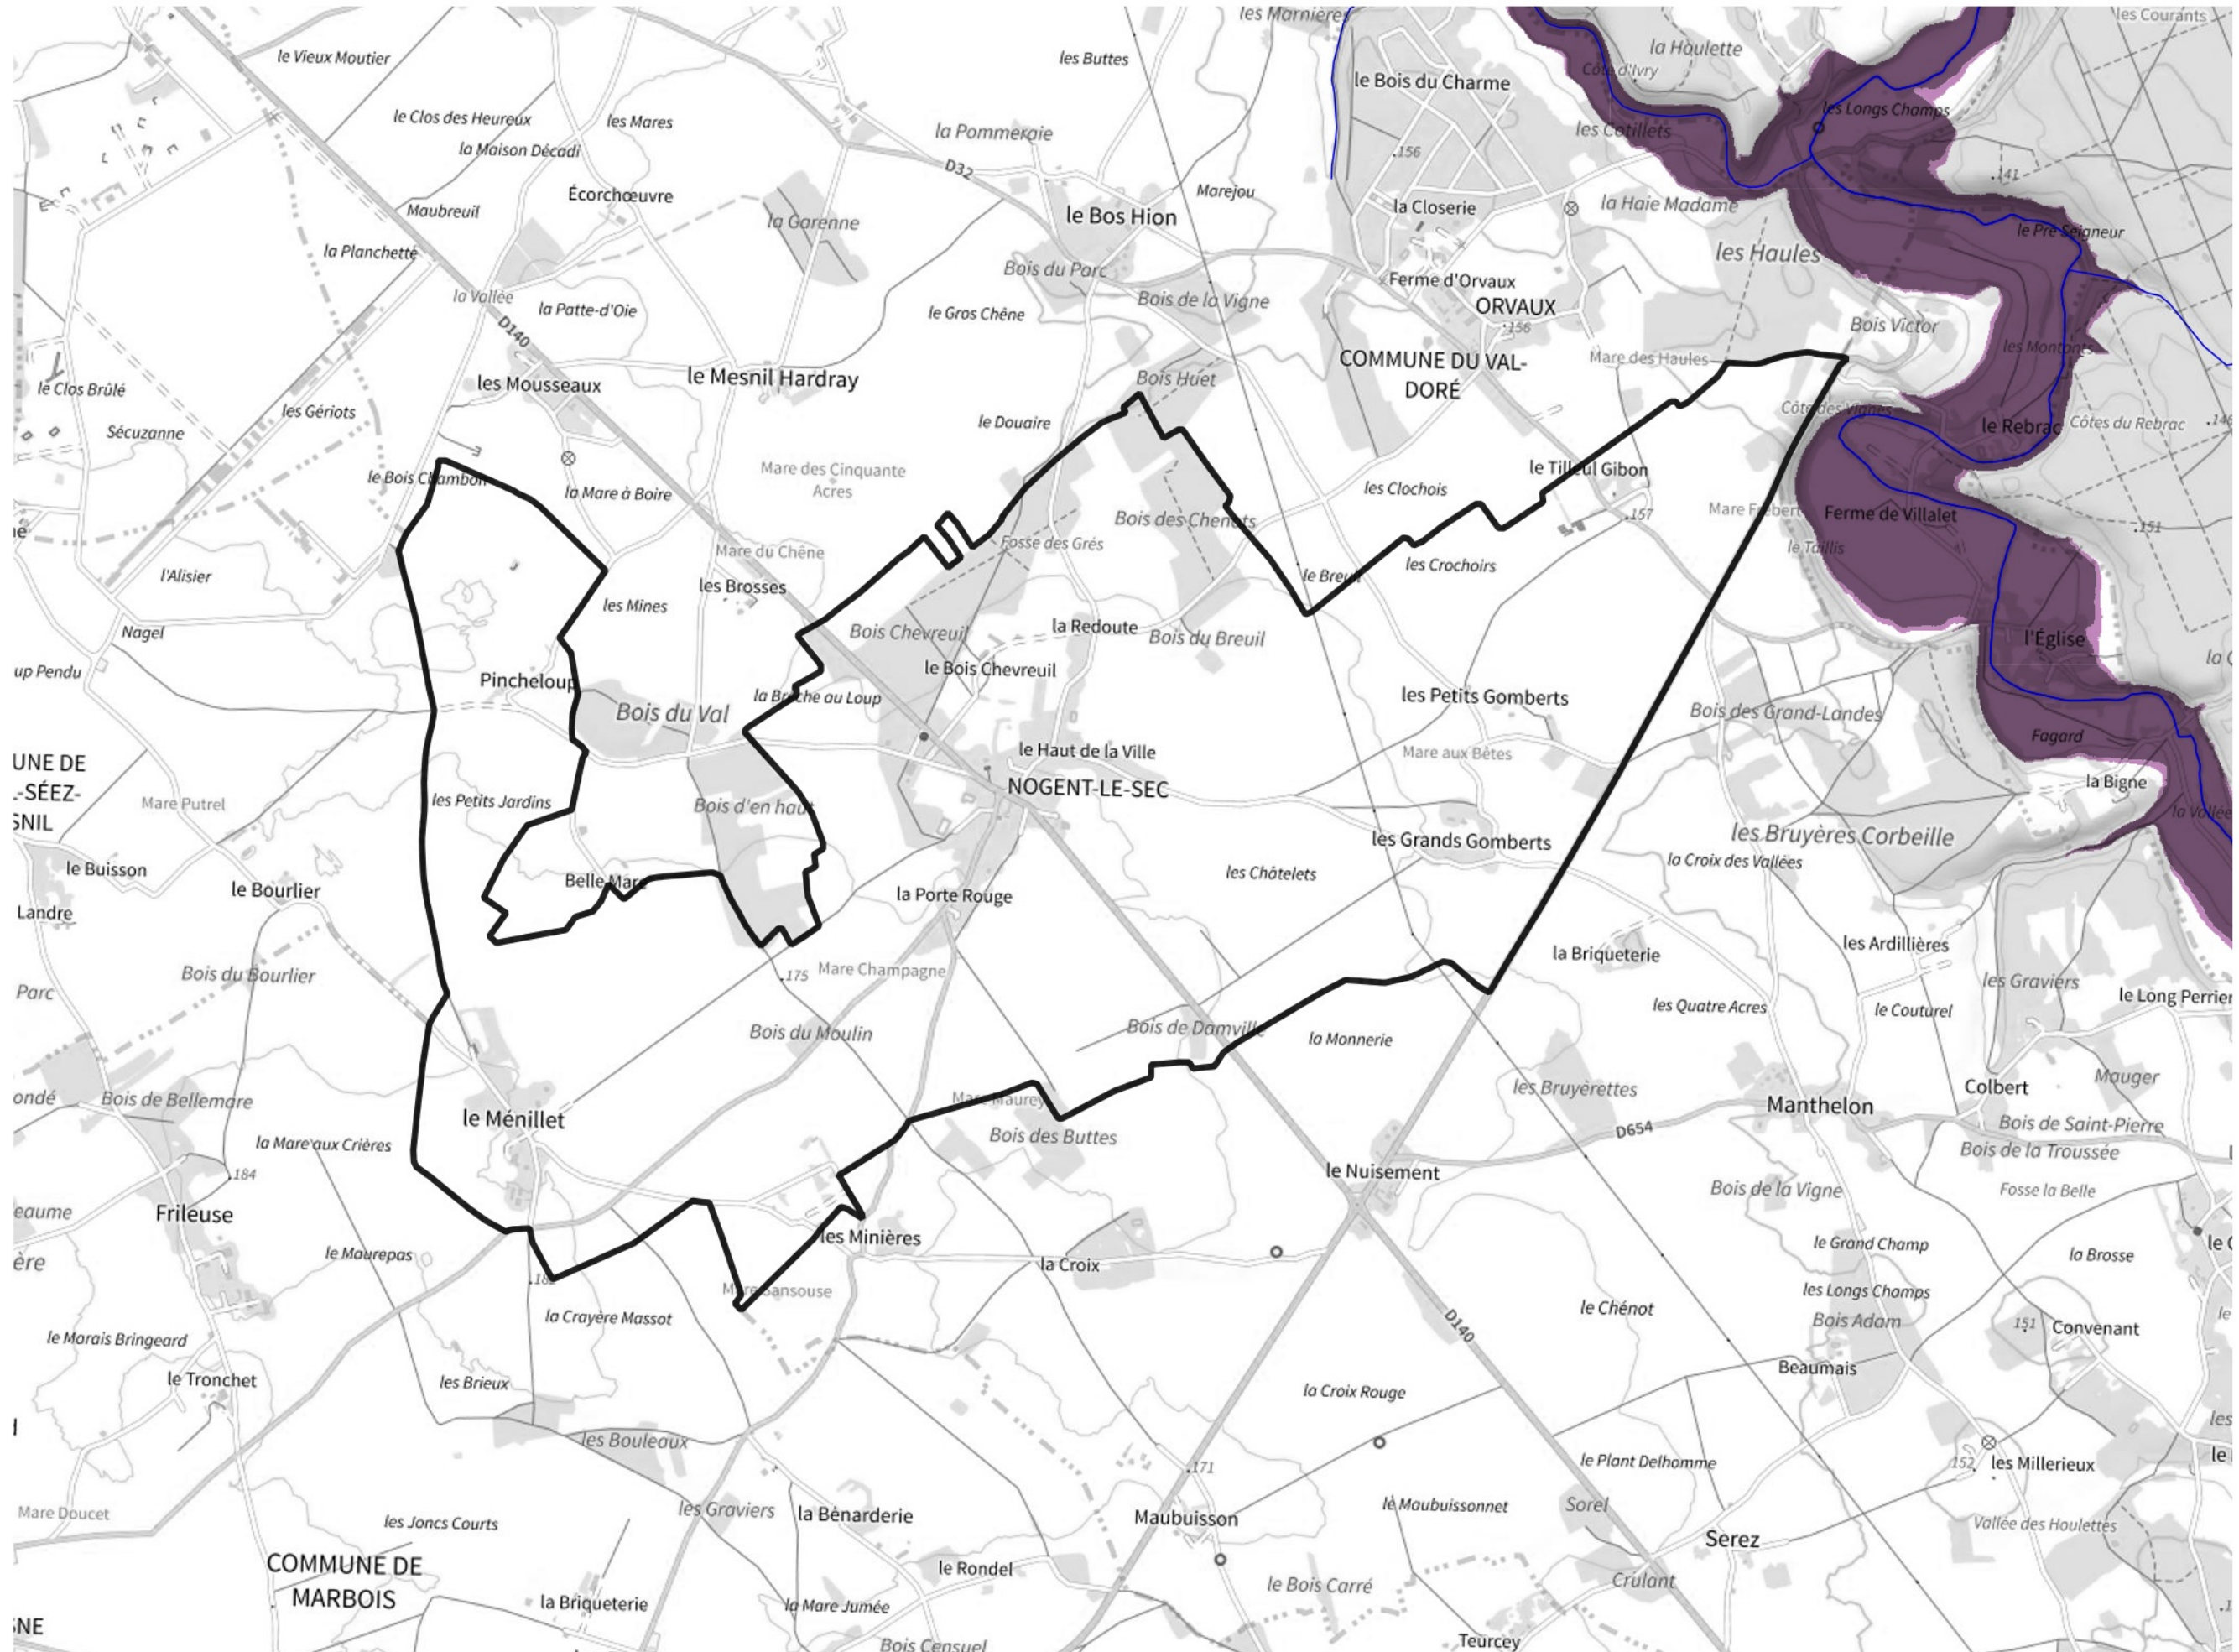 les Marnières
les Courants
le Vieux Moutier
les Buttes
la Houlette
Côte d'Ivry
le Bois du Charme
les Longs Champs
le Clos des Heureux
les Mares
la Pommeraie
les Cotillets
la Maison Décadi
156
D32
141
Écorchœuvre
Marejou
la Closerie
la Haie Madame
Maubreuil
la Garenne
le Bos Hion
le Pré Seigneur
la Planchette
les Haules
Bois du Parc
Ferme d'Orvaux
la Vallée
la Patte-d'Oie
Bois de la Vigne
ORVAUX
le Gros Chêne
156
Bois Victor
D140
les Montants
COMMUNE DU VAL-
DORÉ
Mare des Haules
le Clos Brûlé
les Mousseaux
le Mesnil Hardray
Bois Huet
les Gériots
le Douaire
Côte des Vignes
le Rebrac
Côtes du Rebrac
146
Sécuzanne
le Bois Chambon
la Mare à Boire
Mare des Cinquante
Acres
les Clochois
le Tilleul Gibon
157
Mare Frébert
Ferme de Villalet
151
Bois des Chenets
Mare du Chêne
Fosse des Grés
le Taillis
l'Alisier
les Brosses
le Breuil
les Crochoirs
les Mines
Nagel
Bois Chevreuil
la Redoute
Bois du Breuil
l'Église
up Pendu
le Bois Chevreuil
Pincheloup
la Brèche au Loup
les Petits Gomberts
Bois du Val
Bois des Grand-Landes
Fagard
UNE DE
L-SÉEZ-
SNIL
le Haut de la Ville
Mare aux Bêtes
NOGENT-LE-SEC
la Bigne
Mare Putrel
les Petits Jardins
Bois d'en haut
la Vallée
les Grands Gomberts
les Bruyères Corbeille
la Croix des Vallées
le Buisson
le Bourlier
Belle Mare
les Châtelets
la Porte Rouge
Landre
la Briqueterie
les Ardillières
Bois du Bourlier
175
Mare Champagne
les Graviers
Parc
le Long Perrier
les Quatre Acres
le Couturel
Bois du Moulin
Bois de Damville
la Monnerie
ondé
Bois de Bellemare
Mare Maurey
les Bruyèrettes
Manthelon
Colbert
Mauger
le Ménillet
Bois des Buttes
D654
Bois de Saint-Pierre
la Mare aux Crières
Bois de la Troussée
184
le Nuisement
Bois de la Vigne
Fosse la Belle
eaume
Frileuse
les Minières
le Grand Champ
la Brosse
ère
le Maurepas
la Croix
182
Mare Sansouse
les Longs Champs
la Crayère Massot
le Chénot
Bois Adam
151
Convenant
le Marais Bringeard
D140
le Tronchet
les Brieux
la Croix Rouge
Beaumais
les Bouleaux
171
le Plant Delhomme
152
les Millerieux
Mare Doucet
les Graviers
la Bénarderie
Maubuisson
le Maubuissonnet
Sorel
les Joncs Courts
Serez
Vallée des Houlettes
COMMUNE DE
MARBOIS
le Rondel
le Bois Carré
Crulant
la Briqueterie
la Mare Jumée
SNE
Bois Censuel
Teurcey